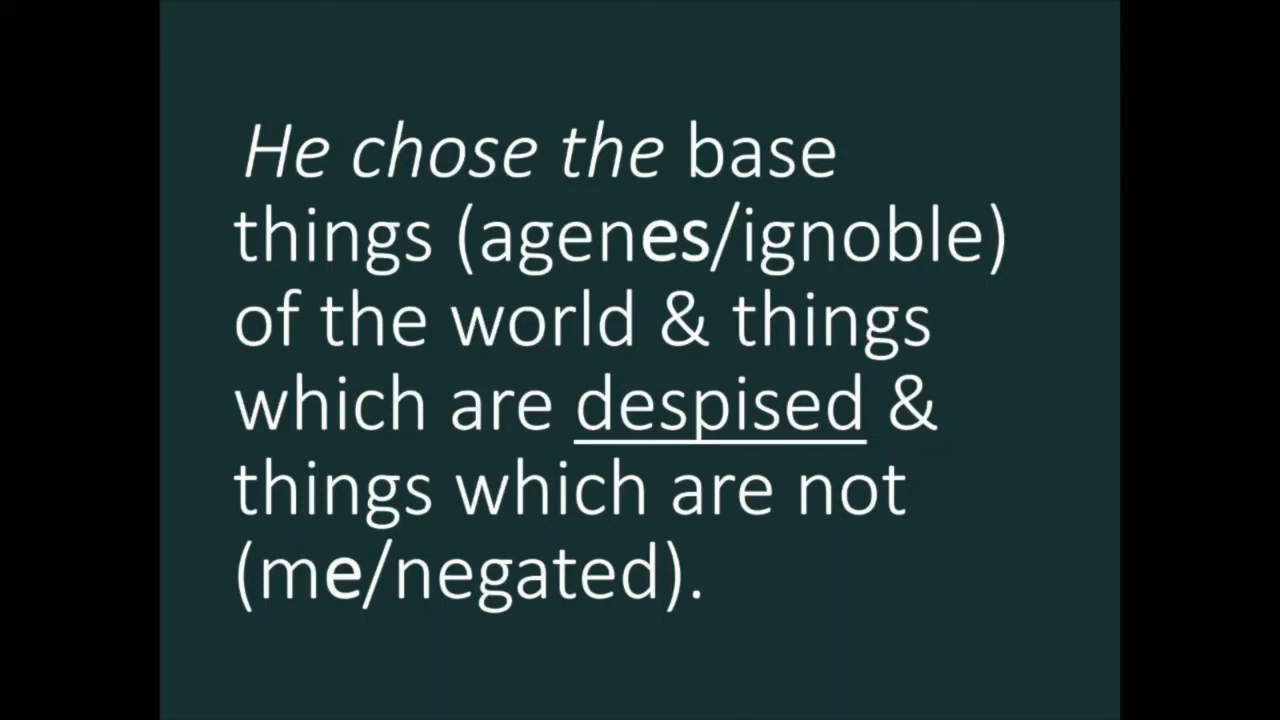 He chose the base
things (agenes/ignoble)
of the world & things
which are despised &
things which are not
(me/negated).